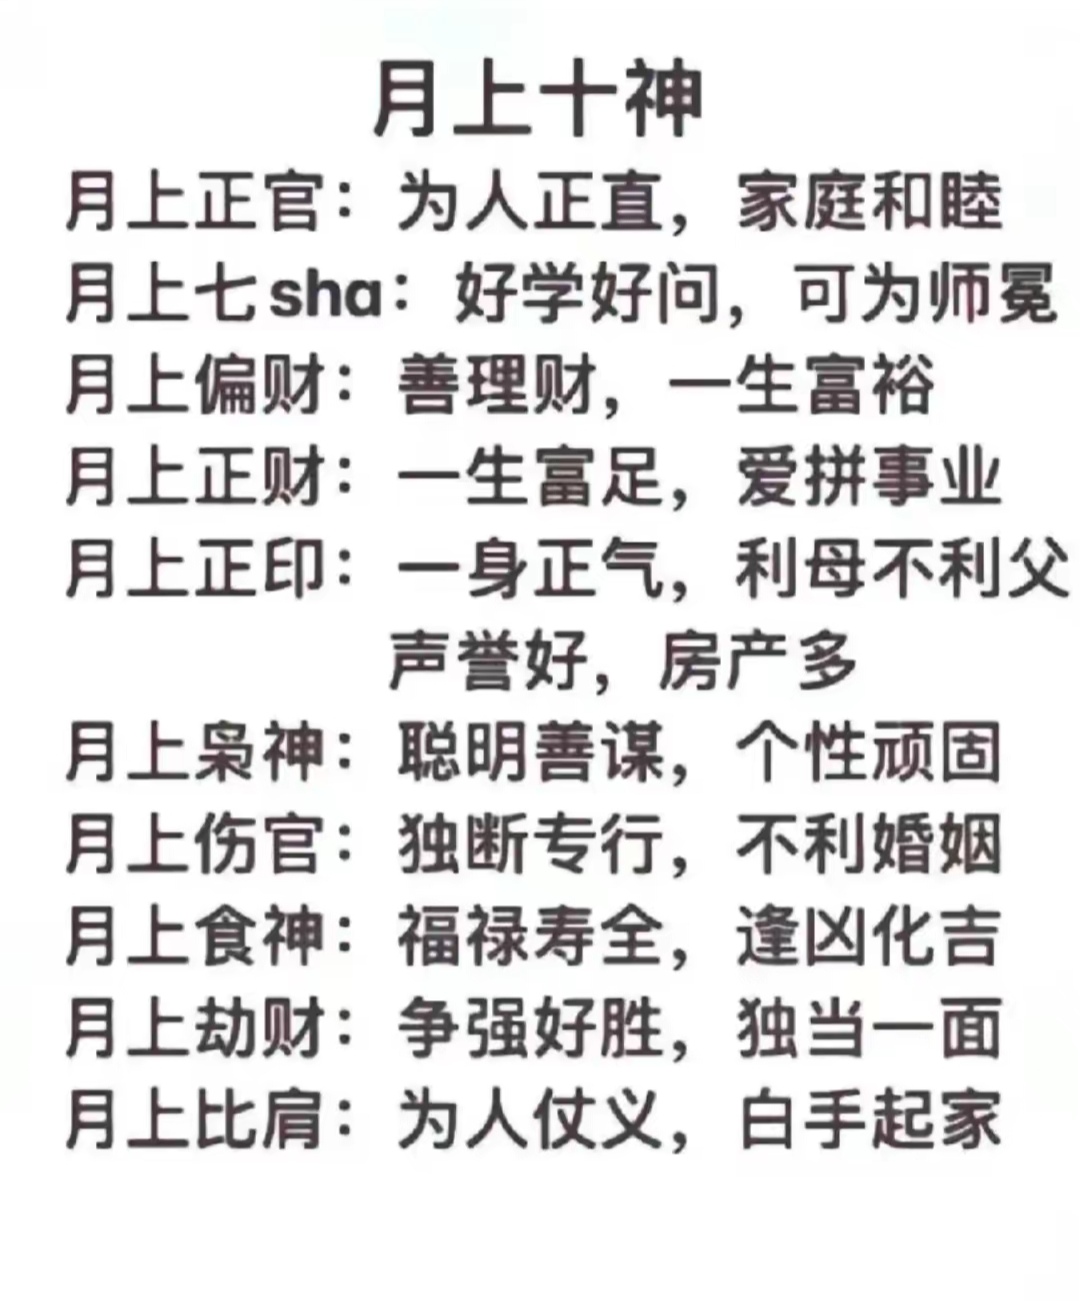 月上十神
月上正官：为人正直，家庭和睦
月上七sha：好学好问，可为师冕
月上偏财：善理财，一生富裕
月上正财：一生富足，爱拼事业
月上正印：一身正气，利母不利父
声誉好，房产多
月上枭神：聪明善谋，个性顽固
月上伤官：独断专行，不利婚姻
月上食神：福禄寿全，逢凶化吉
月上劫财：争强好胜，独当一面
月上比肩：为人仗义，白手起家